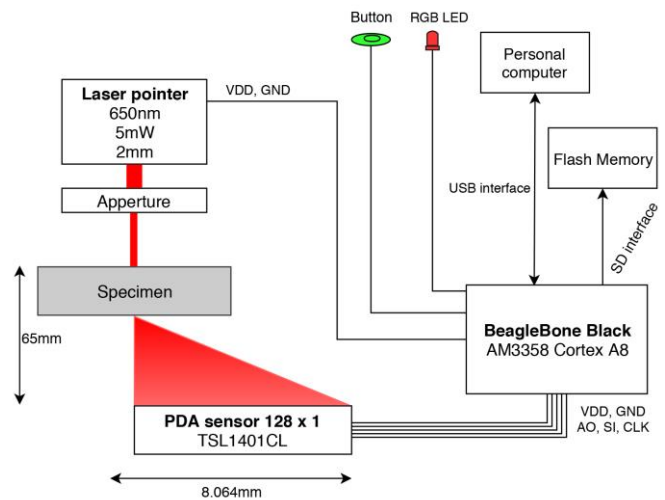 Button
RGB LED
Personal
computer
Laser pointer
650nm
5mW
2mm
VDD, GND
Flash Memory
USB interface
SD interface
Apperture
Specimen
65mm
BeagleBone Black
AM3358 Cortex A8
PDA sensor 128 x 1
TSL1401CL
VDD, GND
AO, SI, CLK
8.064mm